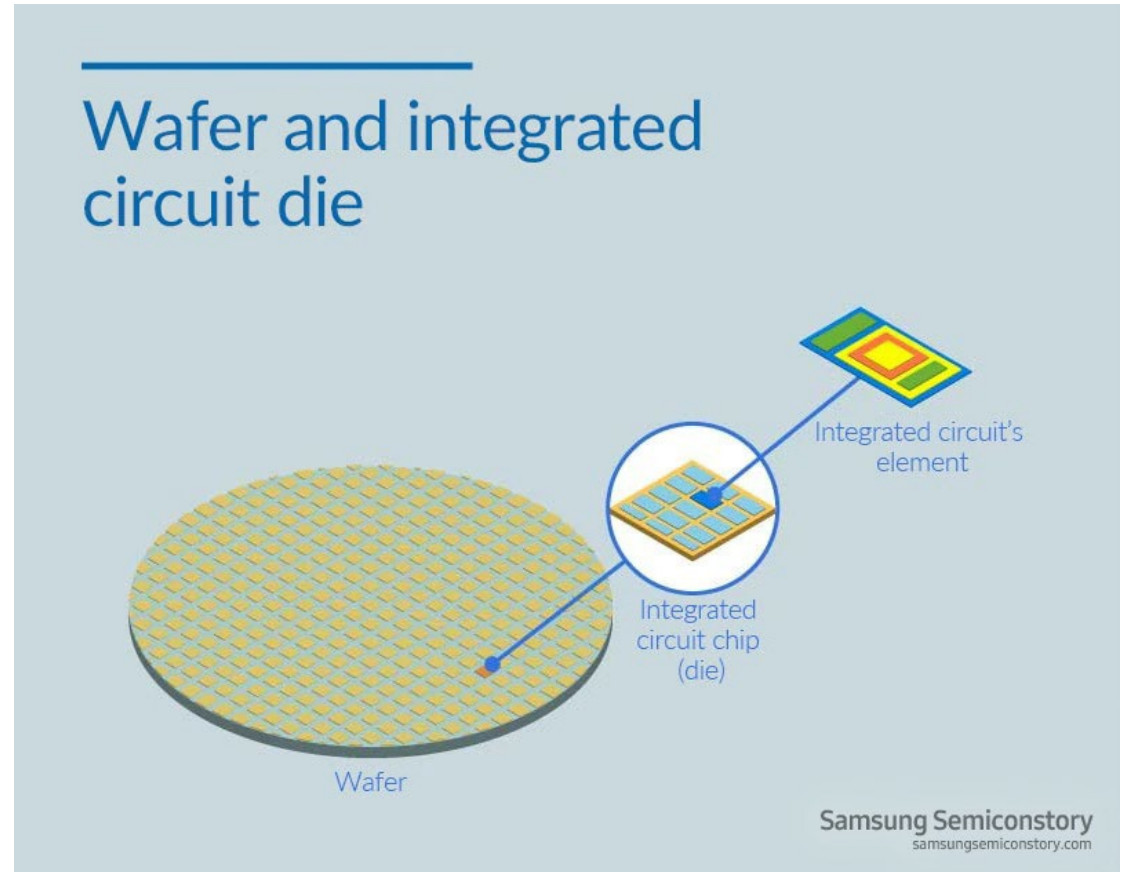 Wafer and integrated
circuit die
Integrated circuit's
element
Integrated
circuit chip
(die)
Wafer
Samsung Semiconstory
samsungsemiconstory.com